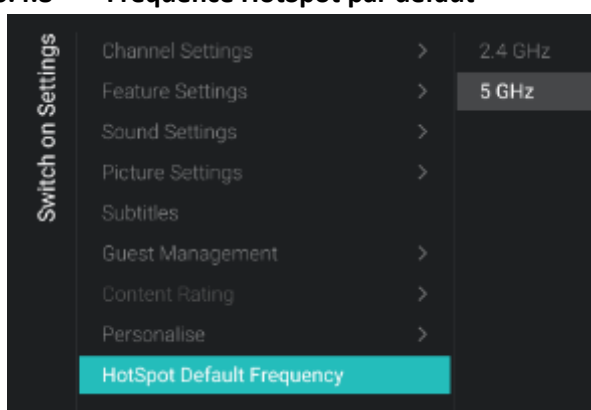 Fréquence HotSpot par défaut
Switch on Settings
Channel Settings >
Feature Settings >
Sound Settings >
Picture Settings >
Subtitles
Guest Management >
Content Rating >
Personalise >
HotSpot Default Frequency
2.4 GHz
5 GHz